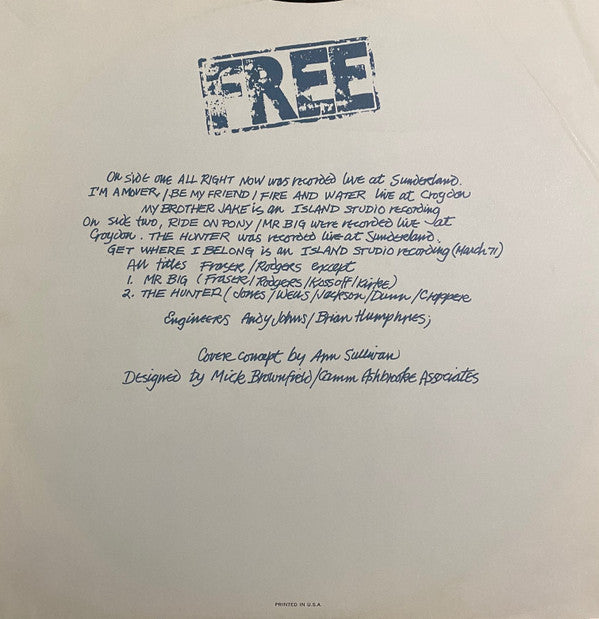 FREE
On side one ALL RIGHT NOW was recorded live at Sunderland.
I'M A MOVER / BE MY FRIEND / FIRE AND WATER live at Croydon
MY BROTHER JAKE is an ISLAND STUDIO recording
On side two, RIDE ON PONY / MR BIG were recorded live at
Croydon. THE HUNTER was recorded live at Sunderland.
GET WHERE I BELONG is an ISLAND STUDIO recording (March 71)
All titles Fraser / Rodgers except
1. MR BIG (Fraser / Rodgers / Kossoff / Kirke)
2. THE HUNTER (Jones / Wells / Jackson / Dunn / Croppere
Engineers Andy Johns / Brian Humphries;
Cover concept by Ann Sullivan
Designed by Mick Brownfield / Camm Ashbrooke Associates
PRINTED IN U.S.A.